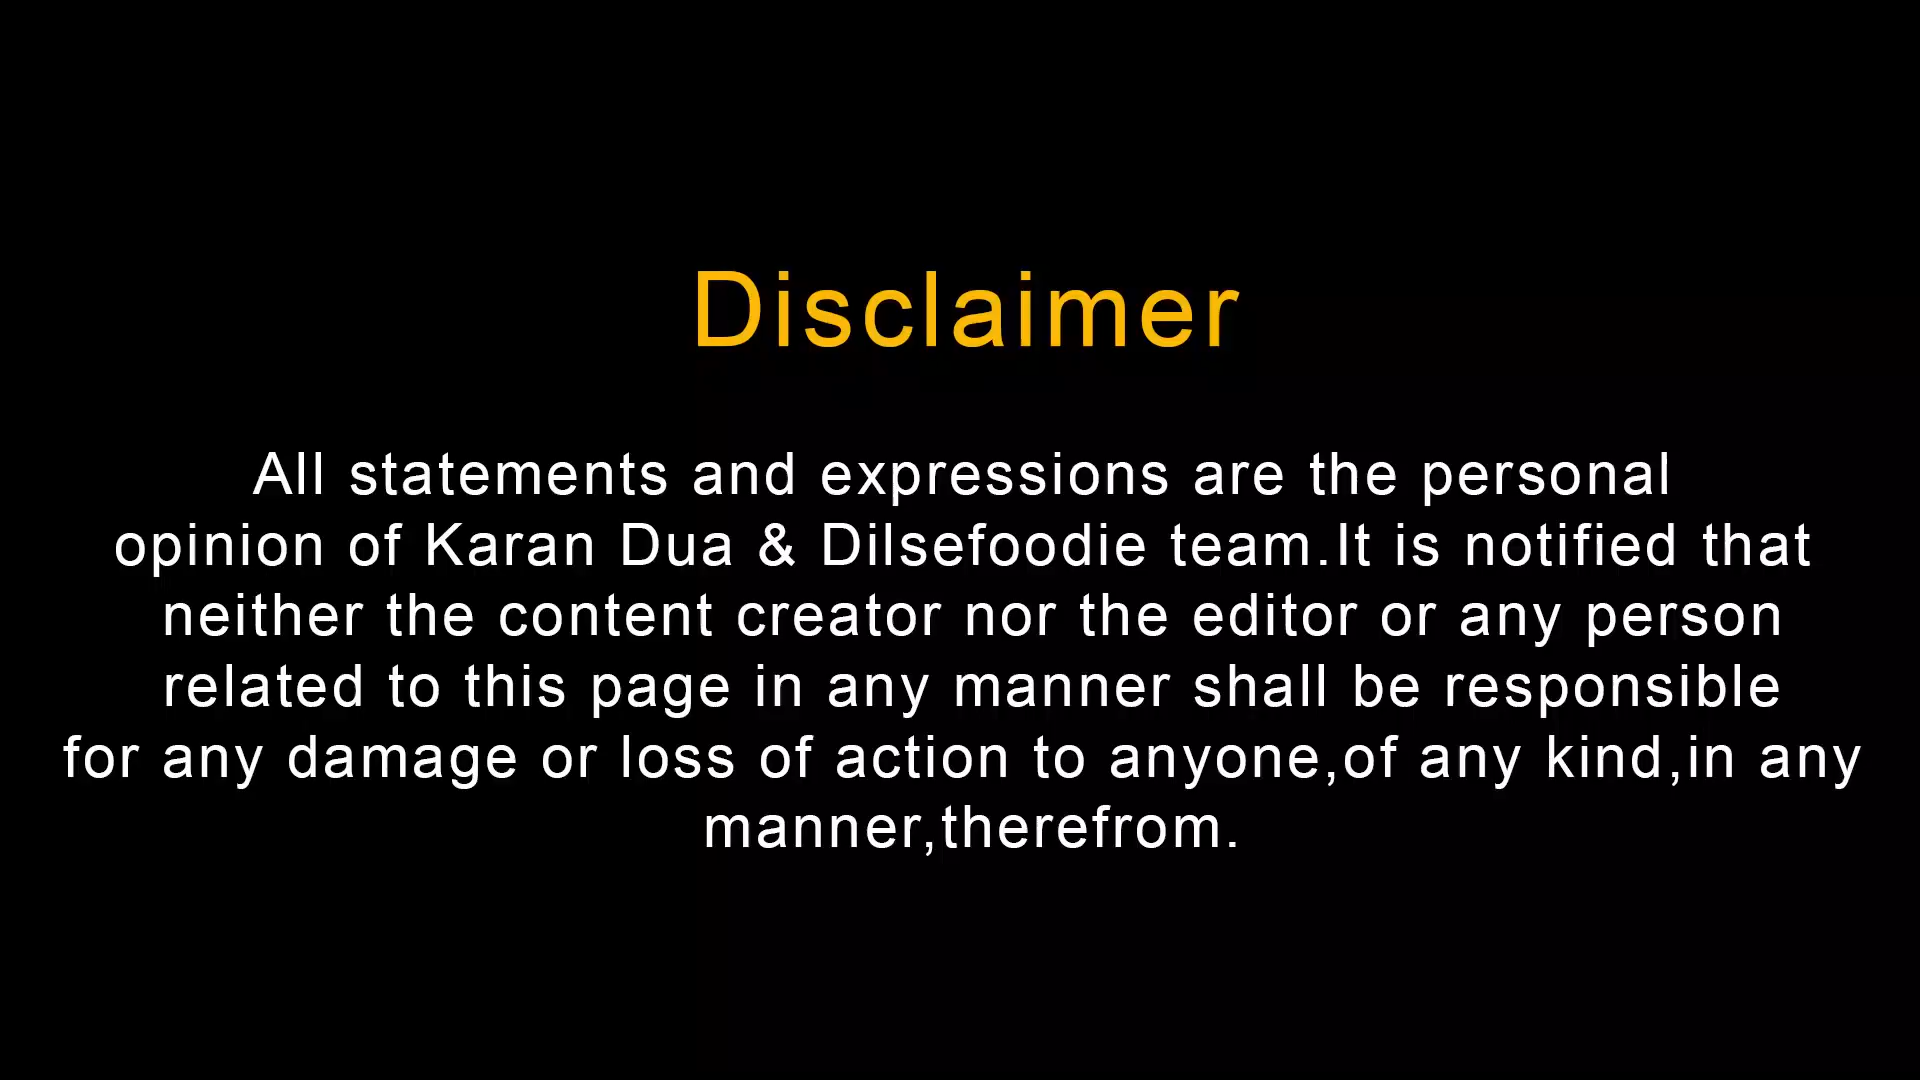 Disclaimer
All statements and expressions are the personal
opinion of Karan Dua & Dilsefoodie team.It is notified that
neither the content creator nor the editor or any person
related to this page in any manner shall be responsible
for any damage or loss of action to anyone,of any kind,in any
manner,therefrom.